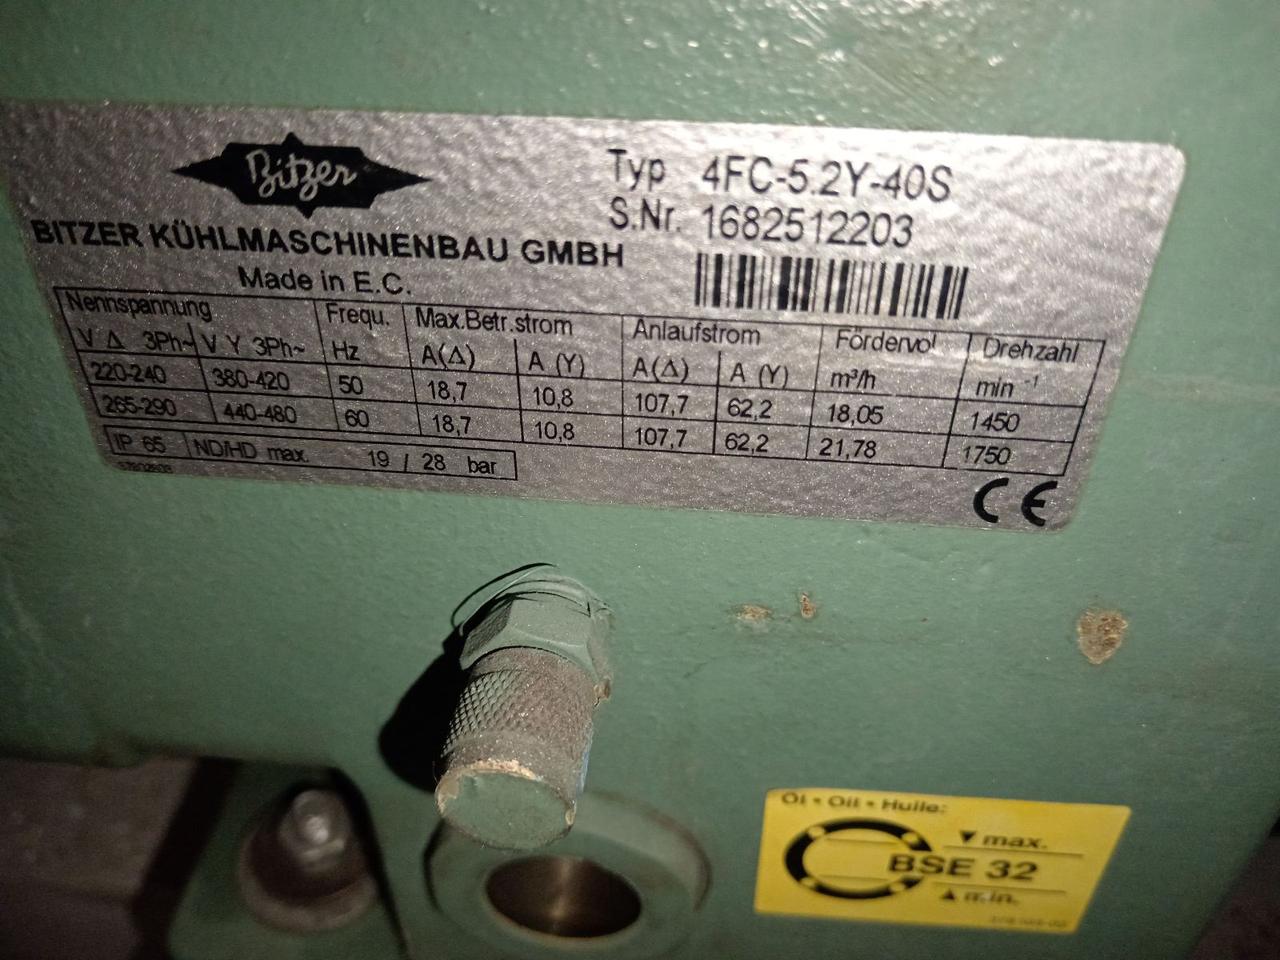 Bitzer
BITZER KÜHLMASCHINENBAU GMBH
Made in E.C.
Typ 4FC-5.2Y-40S
S.Nr. 1682512203
Nennspannung Frequ. Max.Betr.strom Anlaufstrom Fördervol Drehzahl
V Δ 3Ph~ V Y 3Ph~ Hz A(Δ) A (Y) A(Δ) A (Y) m³/h min -1
220-240 380-420 50 18,7 10,8 107,7 62,2 18,05 1450
265-290 440-480 60 18,7 10,8 107,7 62,2 21,78 1750
IP 65 ND/HD max. 19 / 28 bar
CE
Öl • Oil • Huile:
▼ max.
BSE 32
▲ min.